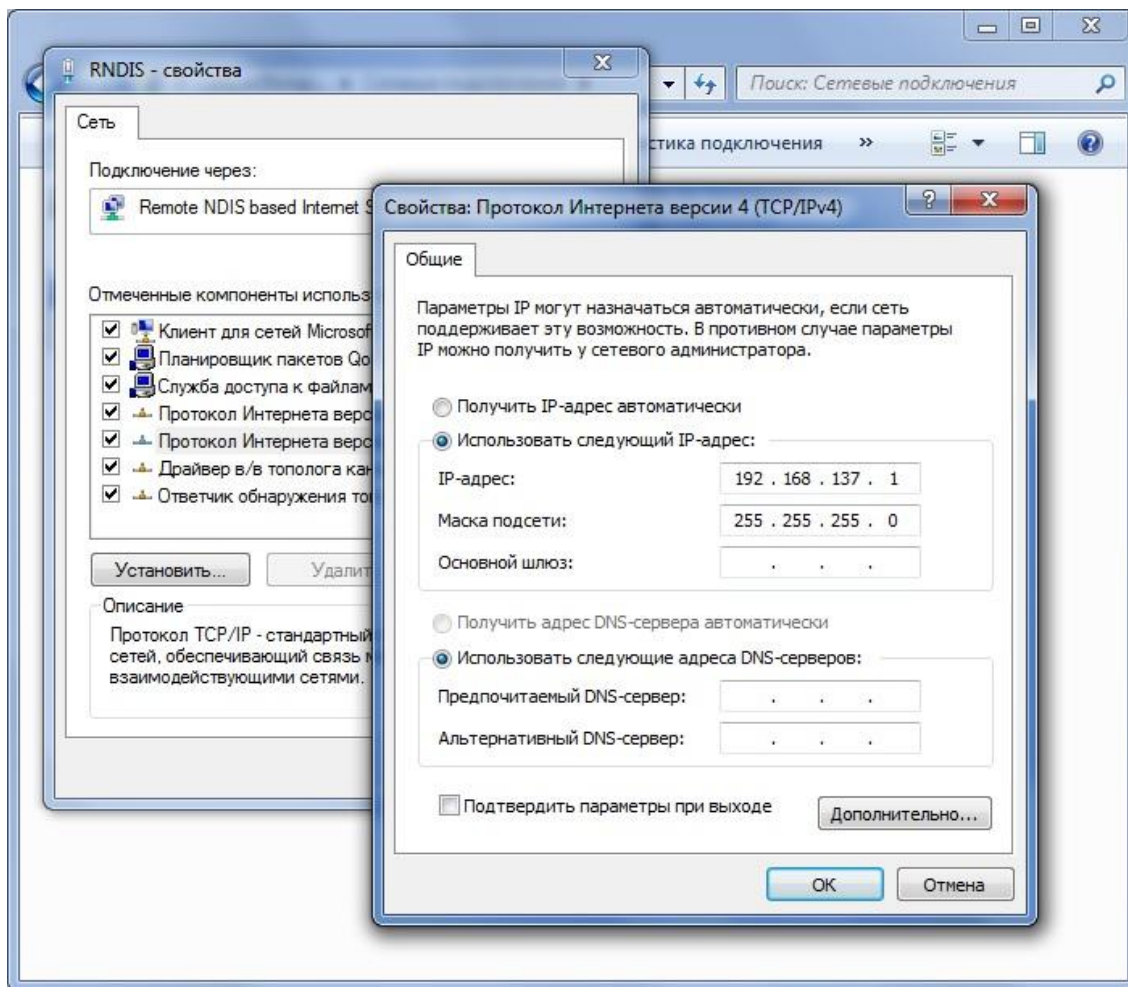 RNDIS - свойства
Поиск: Сетевые подключения
Сеть
стика подключения »
Подключение через:
Remote NDIS based Internet S
Отмеченные компоненты использ
Клиент для сетей Microsof
Планировщик пакетов Qo
Служба доступа к файлам
Протокол Интернета верс
Протокол Интернета верс
Драйвер в/в тополога кан
Ответчик обнаружения то
Установить...
Удалит
Описание
Протокол TCP/IP - стандартный
сетей, обеспечивающий связь м
взаимодействующими сетями.
Свойства: Протокол Интернета версии 4 (TCP/IPv4)
Общие
Параметры IP могут назначаться автоматически, если сеть
поддерживает эту возможность. В противном случае параметры
IP можно получить у сетевого администратора.
Получить IP-адрес автоматически
Использовать следующий IP-адрес:
IP-адрес: 192 . 168 . 137 . 1
Маска подсети: 255 . 255 . 255 . 0
Основной шлюз: . . .
Получить адрес DNS-сервера автоматически
Использовать следующие адреса DNS-серверов:
Предпочитаемый DNS-сервер: . . .
Альтернативный DNS-сервер: . . .
Подтвердить параметры при выходе
Дополнительно...
ОК
Отмена